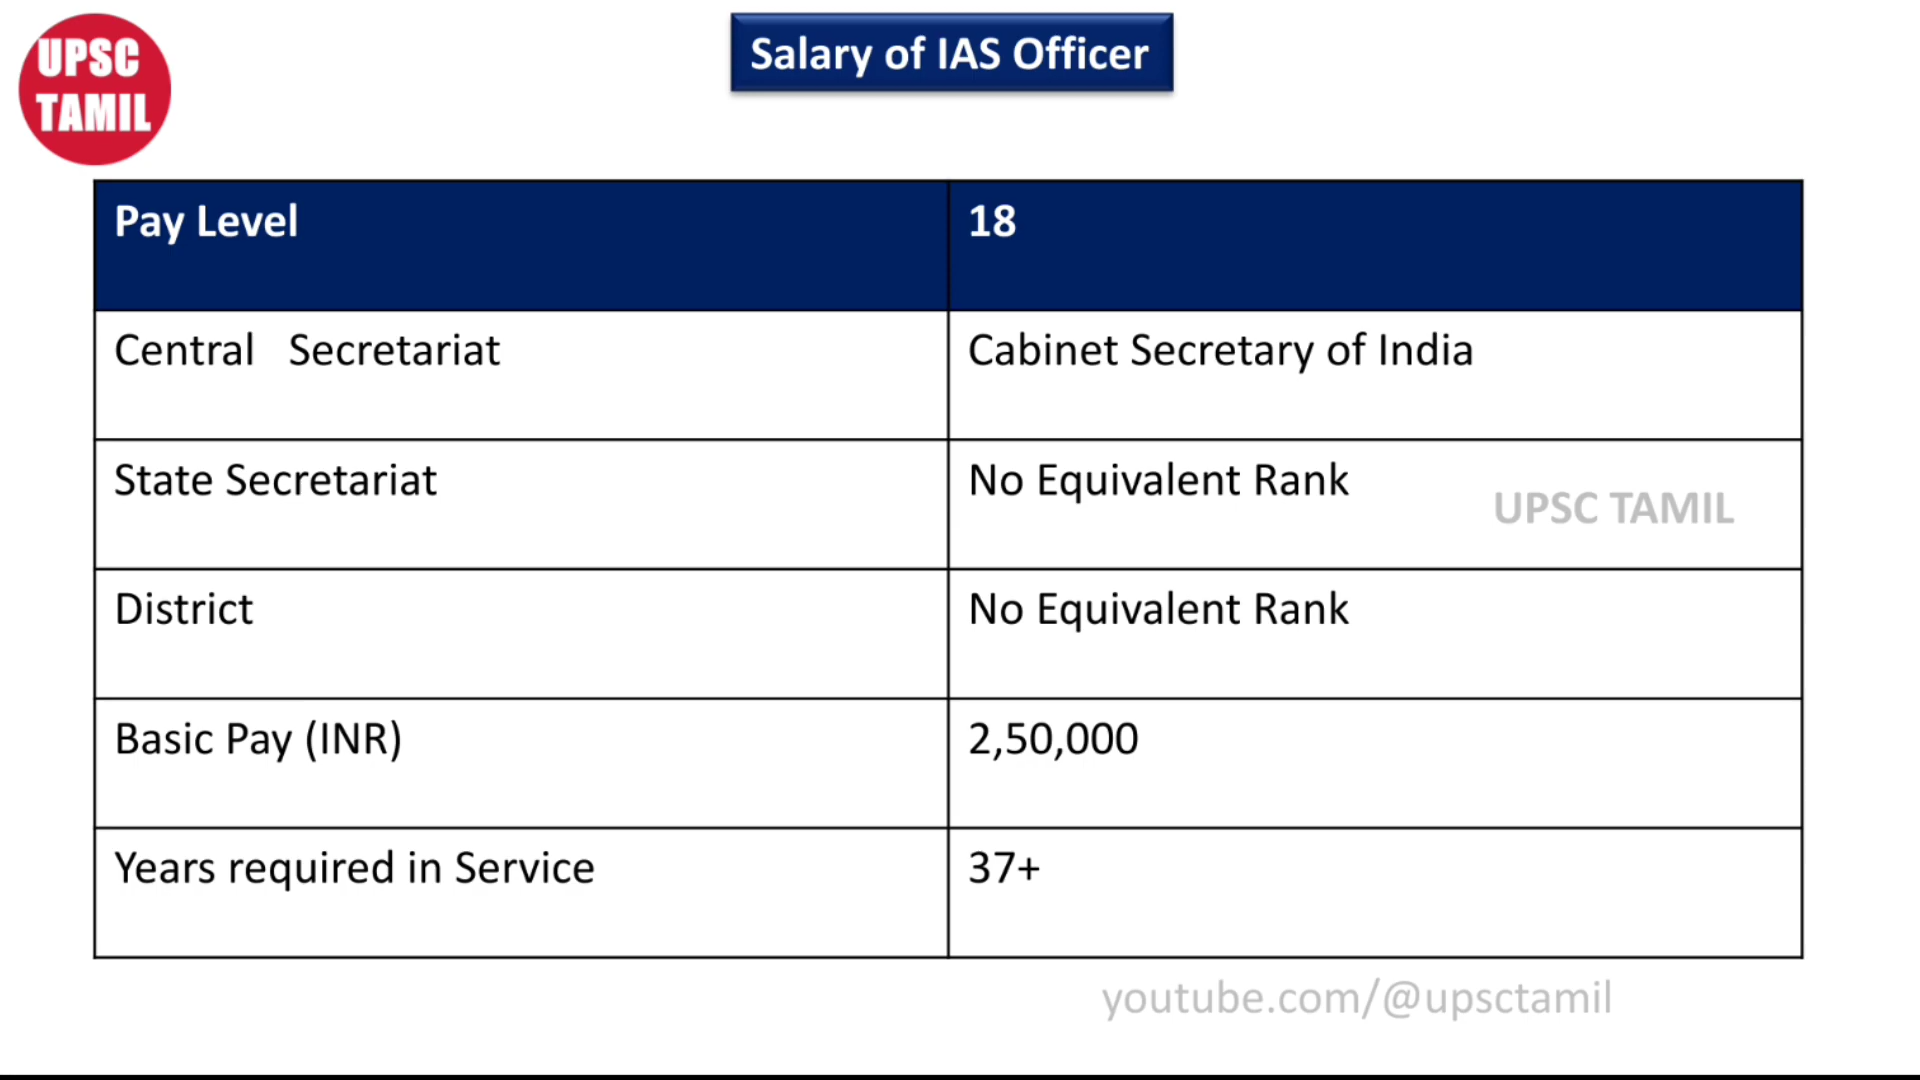 UPSC
TAMIL
Salary of IAS Officer
Pay Level 18
Central Secretariat Cabinet Secretary of India
State Secretariat No Equivalent Rank
UPSC TAMIL
District No Equivalent Rank
Basic Pay (INR) 2,50,000
Years required in Service 37+
youtube.com/@upsctamil